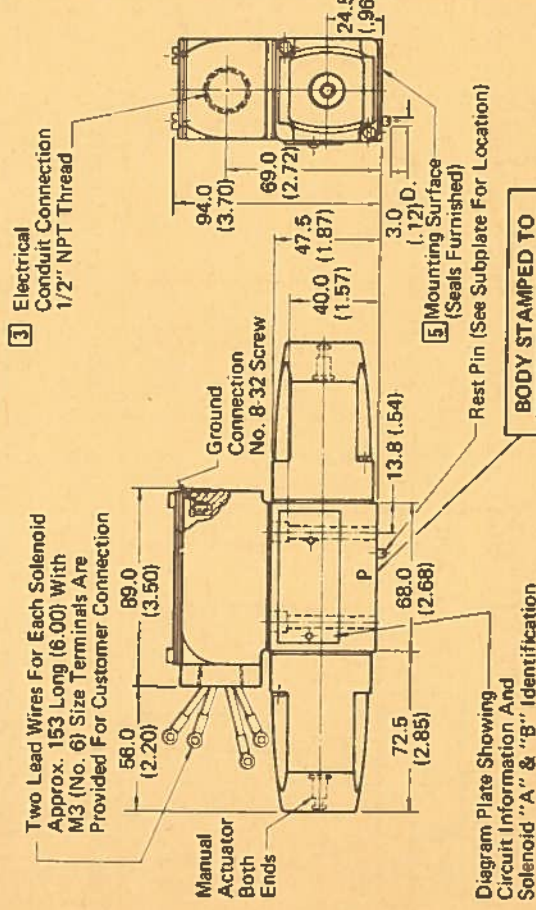 Two Lead Wires For Each Solenoid
Approx. 153 Long (6.00) With
M3 (No. 6) Size Terminals Are
Provided For Customer Connection
3 Electrical
Conduit Connection
1/2" NPT Thread
Ground
Connection
No. 8-32 Screw
89.0
(3.50)
56.0
(2.20)
94.0
(3.70)
69.0
(2.72)
47.5
(1.87)
40.0
(1.57)
3.0
(.12) D.
(.96
5 Mounting Surface
(Seals Furnished)
Rest Pin (See Subplate For Location)
13.8 (.54)
P
68.0
(2.68)
72.5
(2.85)
Manual
Actuator
Both
Ends
BODY STAMPED TO
Diagram Plate Showing
Circuit Information And
Solenoid "A" & "B" Identification